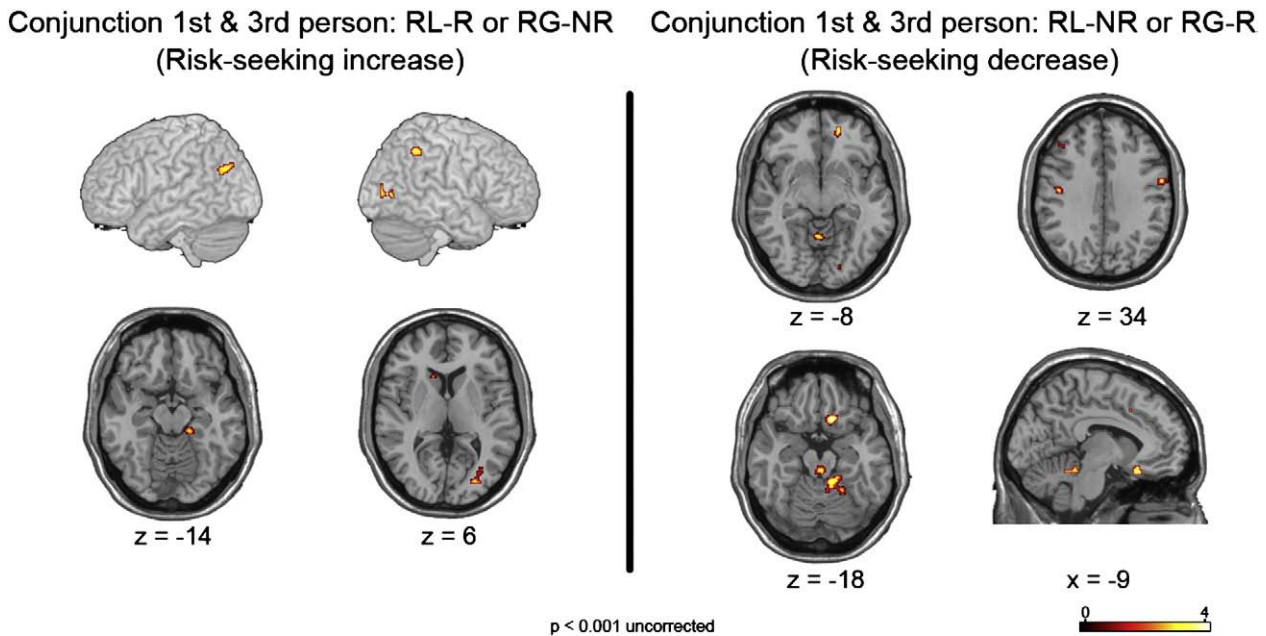 Conjunction 1st & 3rd person: RL-R or RG-NR
(Risk-seeking increase)
z = -14
z = 6
Conjunction 1st & 3rd person: RL-NR or RG-R
(Risk-seeking decrease)
z = -8
z = 34
z = -18
x = -9
p < 0.001 uncorrected
0 4